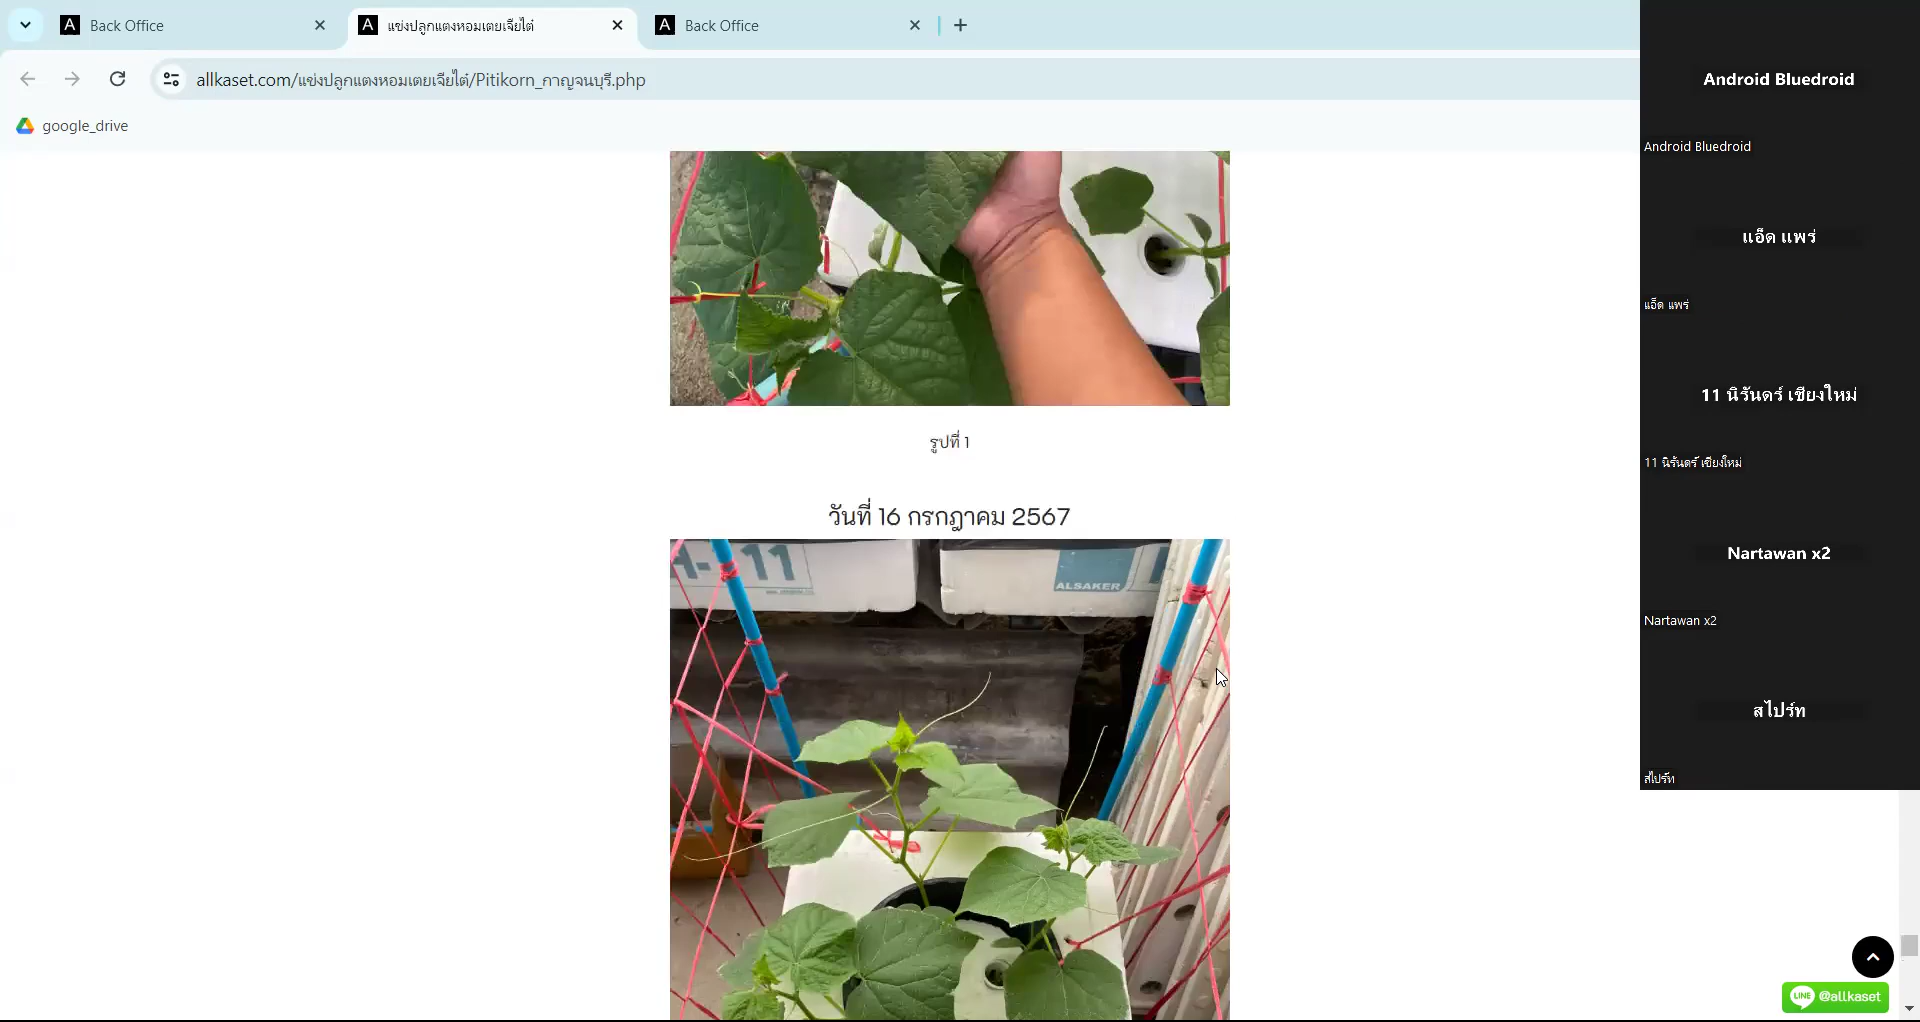 Back Office
แข่งปลูกแตงหอมเตยเจียไต๋
Back Office
allkaset.com/แข่งปลูกแตงหอมเตยเจียไต๋/Pitikorn_กาญจนบุรี.php
google_drive
รูปที่ 1
วันที่ 16 กรกฎาคม 2567
11
ALSAKER
Android Bluedroid
Android Bluedroid
แอ็ด แพร่
แอ็ด แพร่
11 นิรันดร์ เชียงใหม่
11 นิรันดร์ เชียงใหม่
Nartawan x2
Nartawan x2
สไปร์ท
สไปร์ท
LINE @allkaset